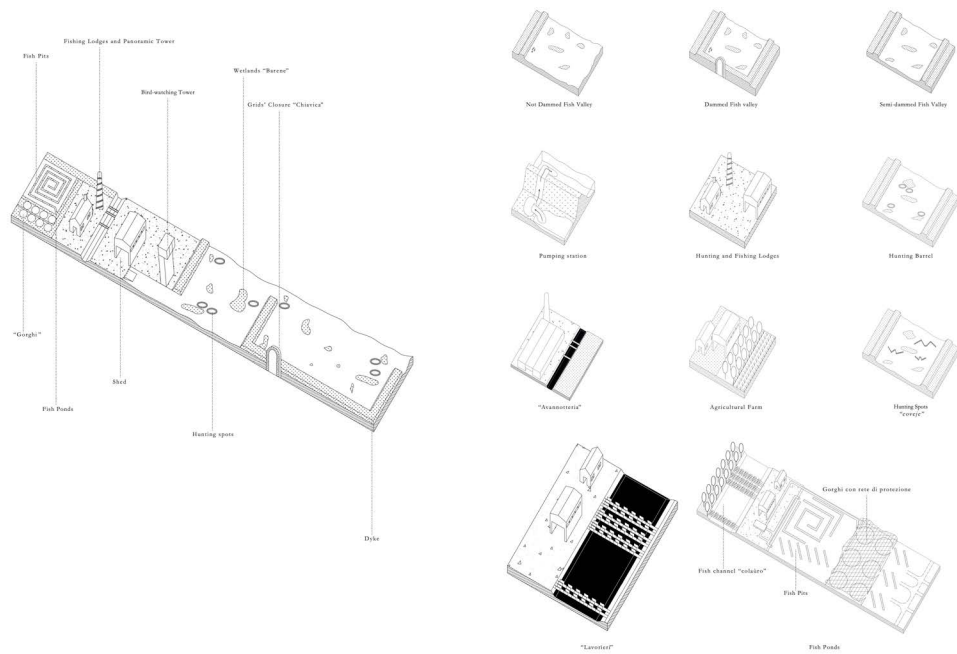 Fishing Lodges and Panoramic Tower
Fish Pits
Wetlands "Barene"
Bird-watching Tower
Grids' Closure "Chiavica"
"Gorghi"
Shed
Fish Ponds
Hunting spots
Dyke
Not Dammed Fish Valley
Dammed Fish valley
Semi-dammed Fish Valley
Pumping station
Hunting and Fishing Lodges
Hunting Barrel
"Avannotteria"
Agricultural Farm
Hunting Spots
"coveje"
Gorghi con rete di protezione
Fish channel "colaùro"
Fish Pits
"Lavorieri"
Fish Ponds